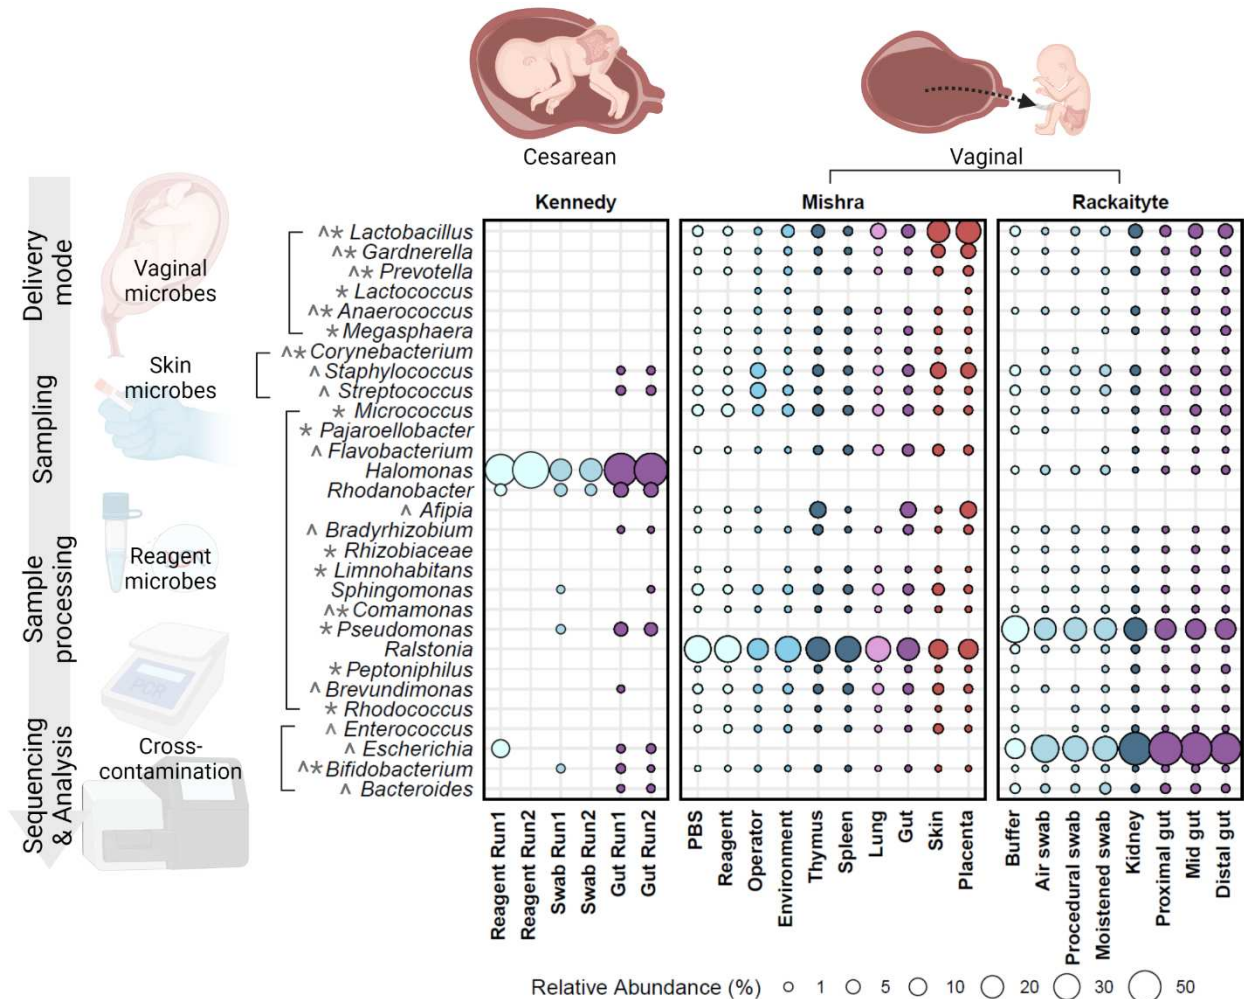 Cesarean
Vaginal
Kennedy
Mishra
Rackaityte
Delivery
mode
Sampling
Sample
processing
Sequencing
& Analysis
Vaginal
microbes
Skin
microbes
Reagent
microbes
PCR
Cross-
contamination
^* Lactobacillus
^* Gardnerella
^* Prevotella
* Lactococcus
^* Anaerococcus
* Megasphaera
^* Corynebacterium
^ Staphylococcus
^ Streptococcus
* Micrococcus
* Pajaroellobacter
^ Flavobacterium
Halomonas
Rhodanobacter
^ Afipia
^ Bradyrhizobium
* Rhizobiaceae
* Limnohabitans
Sphingomonas
^* Comamonas
* Pseudomonas
Ralstonia
* Peptoniphilus
^ Brevundimonas
* Rhodococcus
^ Enterococcus
^ Escherichia
^* Bifidobacterium
^ Bacteroides
Reagent Run1
Reagent Run2
Swab Run1
Swab Run2
Gut Run1
Gut Run2
PBS
Reagent
Operator
Environment
Thymus
Spleen
Lung
Gut
Skin
Placenta
Buffer
Air swab
Procedural swab
Moistened swab
Kidney
Proximal gut
Mid gut
Distal gut
Relative Abundance (%) 1 5 10 20 30 50